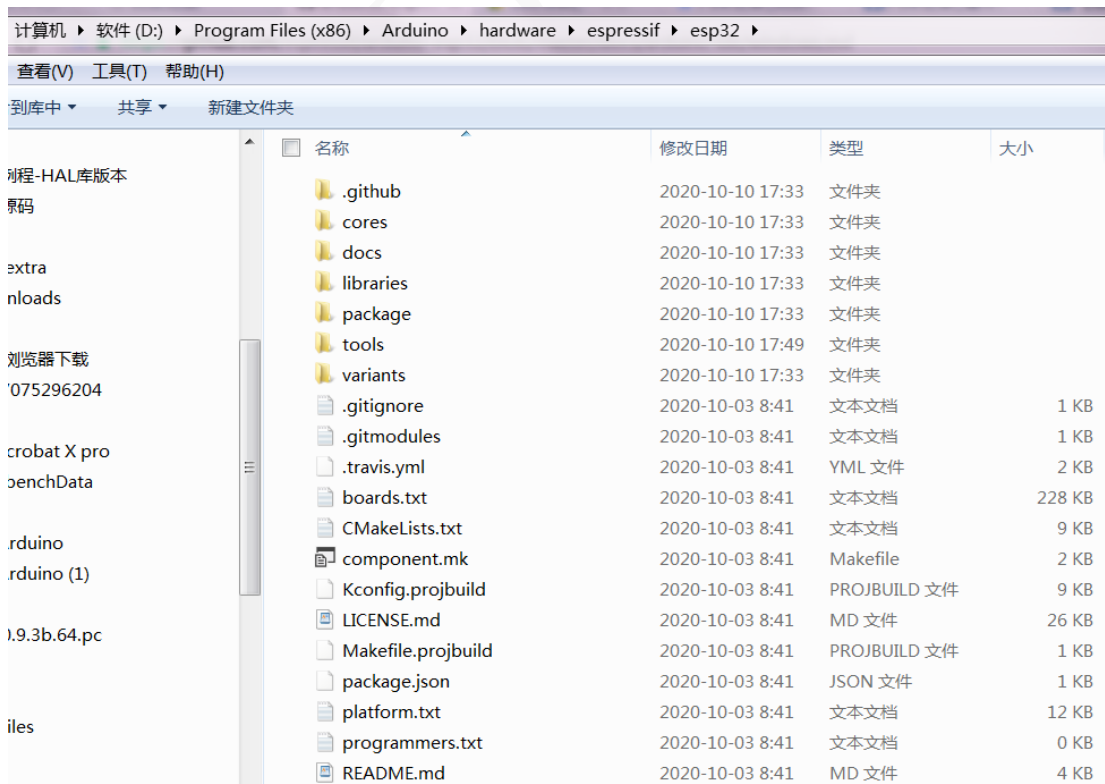 计算机 ▸ 软件 (D:) ▸ Program Files (x86) ▸ Arduino ▸ hardware ▸ espressif ▸ esp32 ▸
查看(V) 工具(T) 帮助(H)
到库中 共享 新建文件夹
名称 修改日期 类型 大小
例程-HAL库版本
源码
extra
nloads
浏览器下载
7075296204
crobat X pro
benchData
rduino
rduino (1)
0.9.3b.64.pc
iles
.github 2020-10-10 17:33 文件夹
cores 2020-10-10 17:33 文件夹
docs 2020-10-10 17:33 文件夹
libraries 2020-10-10 17:33 文件夹
package 2020-10-10 17:33 文件夹
tools 2020-10-10 17:49 文件夹
variants 2020-10-10 17:33 文件夹
.gitignore 2020-10-03 8:41 文本文档 1 KB
.gitmodules 2020-10-03 8:41 文本文档 1 KB
.travis.yml 2020-10-03 8:41 YML 文件 2 KB
boards.txt 2020-10-03 8:41 文本文档 228 KB
CMakeLists.txt 2020-10-03 8:41 文本文档 9 KB
component.mk 2020-10-03 8:41 Makefile 2 KB
Kconfig.projbuild 2020-10-03 8:41 PROJBUILD 文件 9 KB
LICENSE.md 2020-10-03 8:41 MD 文件 26 KB
Makefile.projbuild 2020-10-03 8:41 PROJBUILD 文件 1 KB
package.json 2020-10-03 8:41 JSON 文件 1 KB
platform.txt 2020-10-03 8:41 文本文档 12 KB
programmers.txt 2020-10-03 8:41 文本文档 0 KB
README.md 2020-10-03 8:41 MD 文件 4 KB